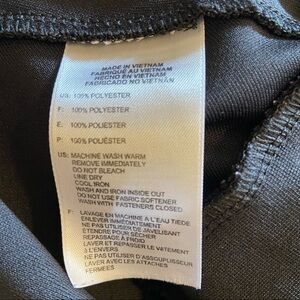 MADE IN VIETNAM
FABRIQUÉ AU VIETNAM
HECHO EN VIETNAM
FABRICADO NO VIETNAN
US: 100% POLYESTER
F: 100% POLYESTER
E: 100% POLIÉSTER
P: 100% POLIÉSTER
US: MACHINE WASH WARM
REMOVE IMMEDIATELY
DO NOT BLEACH
LINE DRY
COOL IRON
WASH AND IRON INSIDE OUT
DO NOT USE FABRIC SOFTENER
WASH WITH FASTENERS CLOSED
F: LAVAGE EN MACHINE A L'EAU TIÈDE
ENLEVER IMMÉDIATEMENT
NE PAS UTILISER DE JAVELISANT
ÉTENDRE POUR SÉCHER
REPASSAGE À FROID
LAVER ET REPASSER LE VÊTEMENT
À L'ENVERS
NE PAS UTILISER D'ASSOUPLISSEUR
LAVER AVEC LES ATTACHES
FERMÉES